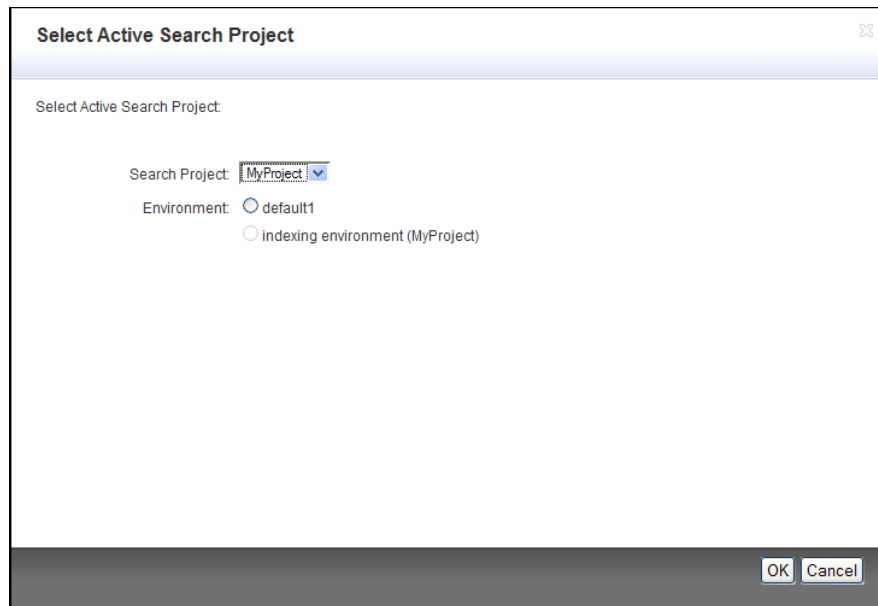 Select Active Search Project
Select Active Search Project:
Search Project: MyProject
Environment: default1
indexing environment (MyProject)
OK Cancel